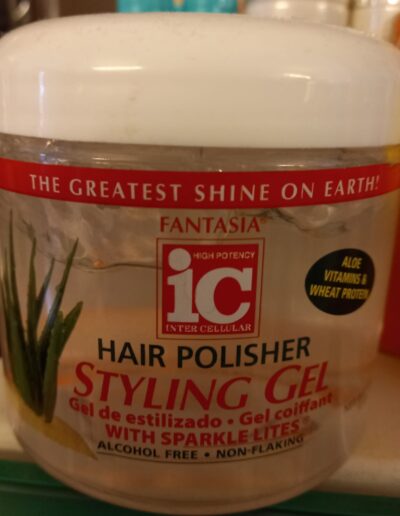 THE GREATEST SHINE ON EARTH!
FANTASIA®
HIGH POTENCY
ic
INTER CELLULAR
ALOE
VITAMINS &
WHEAT PROTEIN
HAIR POLISHER
STYLING GEL
Gel de estilizado • Gel coiffant
WITH SPARKLE LITES®
ALCOHOL FREE • NON-FLAKING